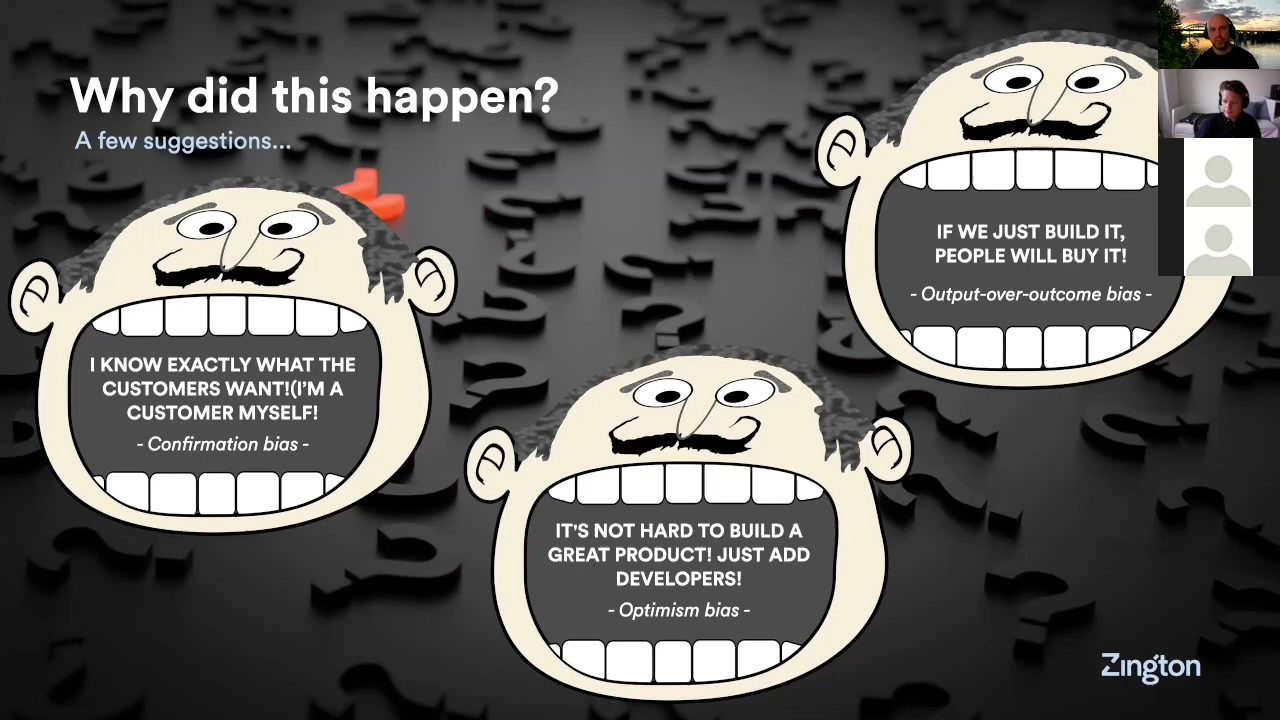 Why did this happen?
A few suggestions...
I KNOW EXACTLY WHAT THE
CUSTOMERS WANT!(I'M A
CUSTOMER MYSELF!
- Confirmation bias -
IT'S NOT HARD TO BUILD A
GREAT PRODUCT! JUST ADD
DEVELOPERS!
- Optimism bias -
IF WE JUST BUILD IT,
PEOPLE WILL BUY IT!
- Output-over-outcome bias -
Zington